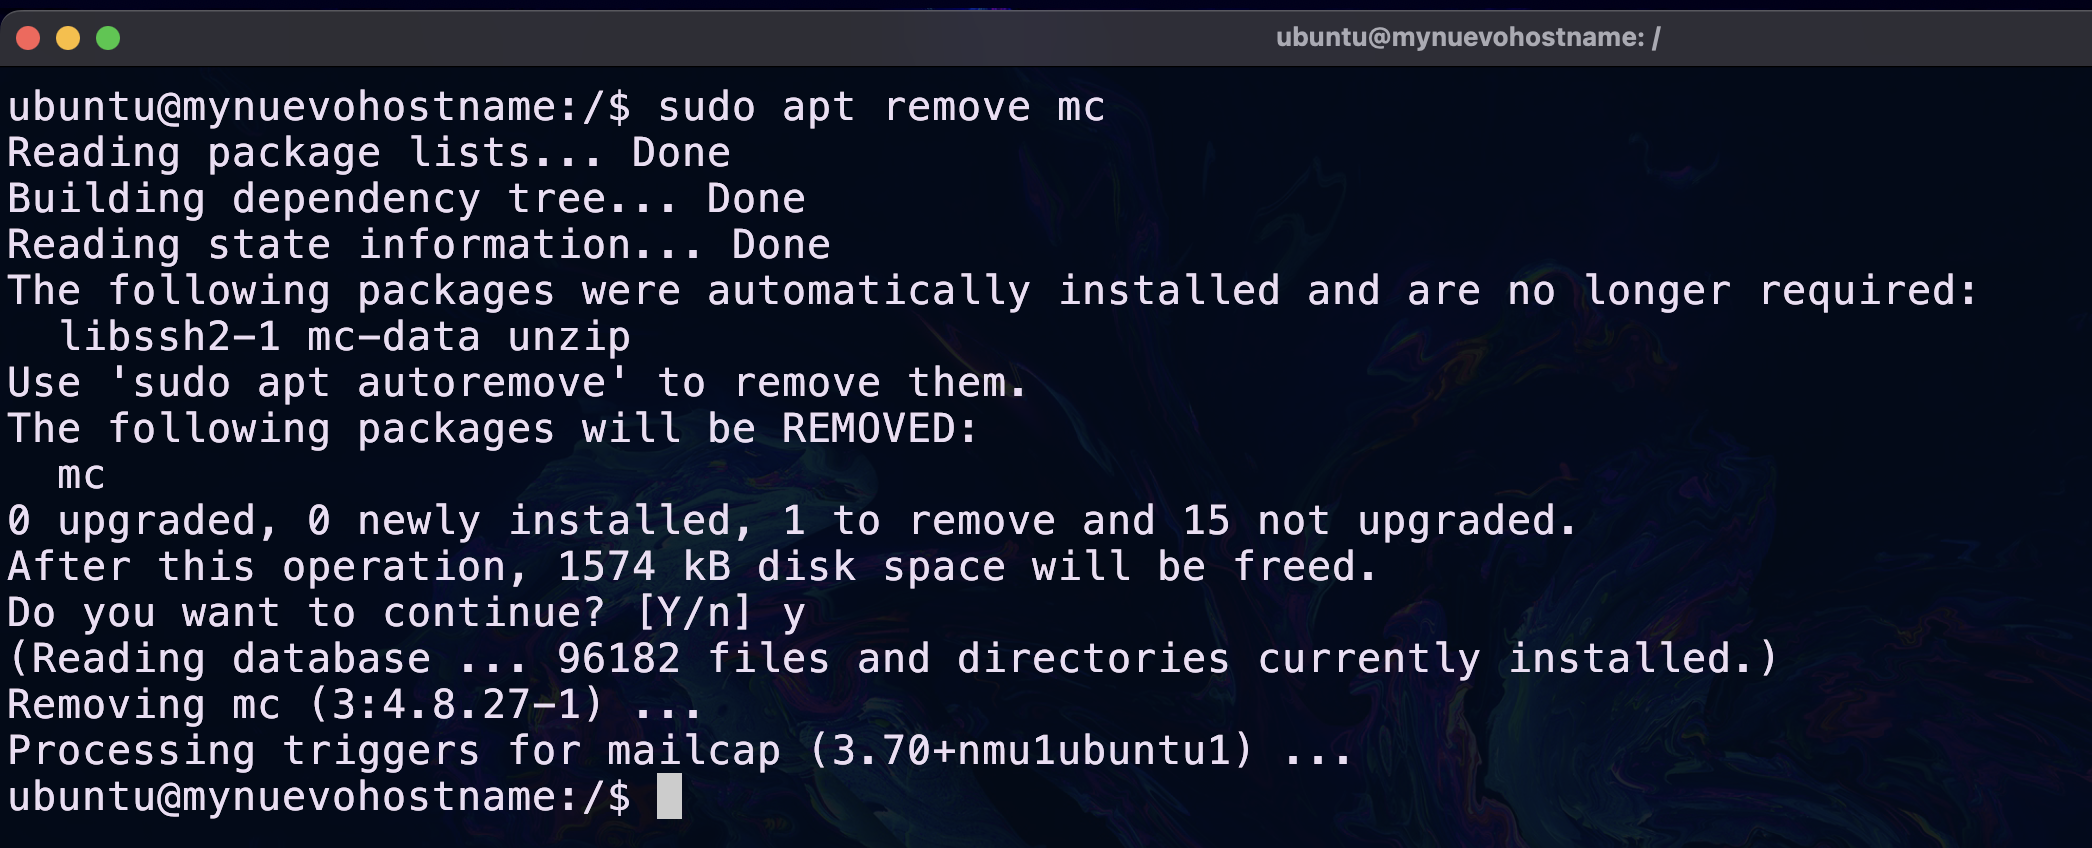 ubuntu@mynuevohostname: /
ubuntu@mynuevohostname:/$ sudo apt remove mc
Reading package lists... Done
Building dependency tree... Done
Reading state information... Done
The following packages were automatically installed and are no longer required:
  libssh2-1 mc-data unzip
Use 'sudo apt autoremove' to remove them.
The following packages will be REMOVED:
  mc
0 upgraded, 0 newly installed, 1 to remove and 15 not upgraded.
After this operation, 1574 kB disk space will be freed.
Do you want to continue? [Y/n] y
(Reading database ... 96182 files and directories currently installed.)
Removing mc (3:4.8.27-1) ...
Processing triggers for mailcap (3.70+nmu1ubuntu1) ...
ubuntu@mynuevohostname:/$